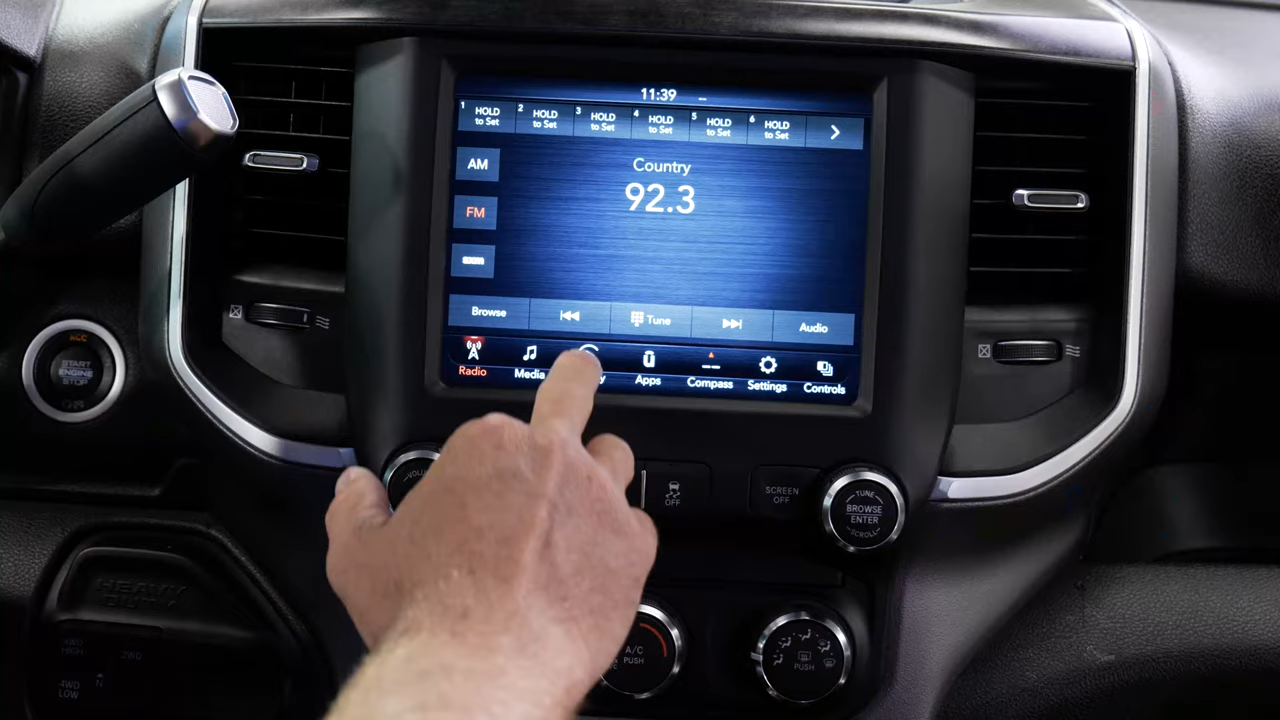 11:39
1 HOLD to Set
2 HOLD to Set
3 HOLD to Set
4 HOLD to Set
5 HOLD to Set
6 HOLD to Set
AM
Country
92.3
FM
sxm
Browse
Tune
Audio
Radio
Media
Apps
Compass
Settings
Controls
START
ENGINE
STOP
OFF
SCREEN
OFF
TUNE
BROWSE
ENTER
SCROLL
HEAVY
4WD
HIGH
2WD
4WD
LOW
N
A/C
PUSH
PUSH